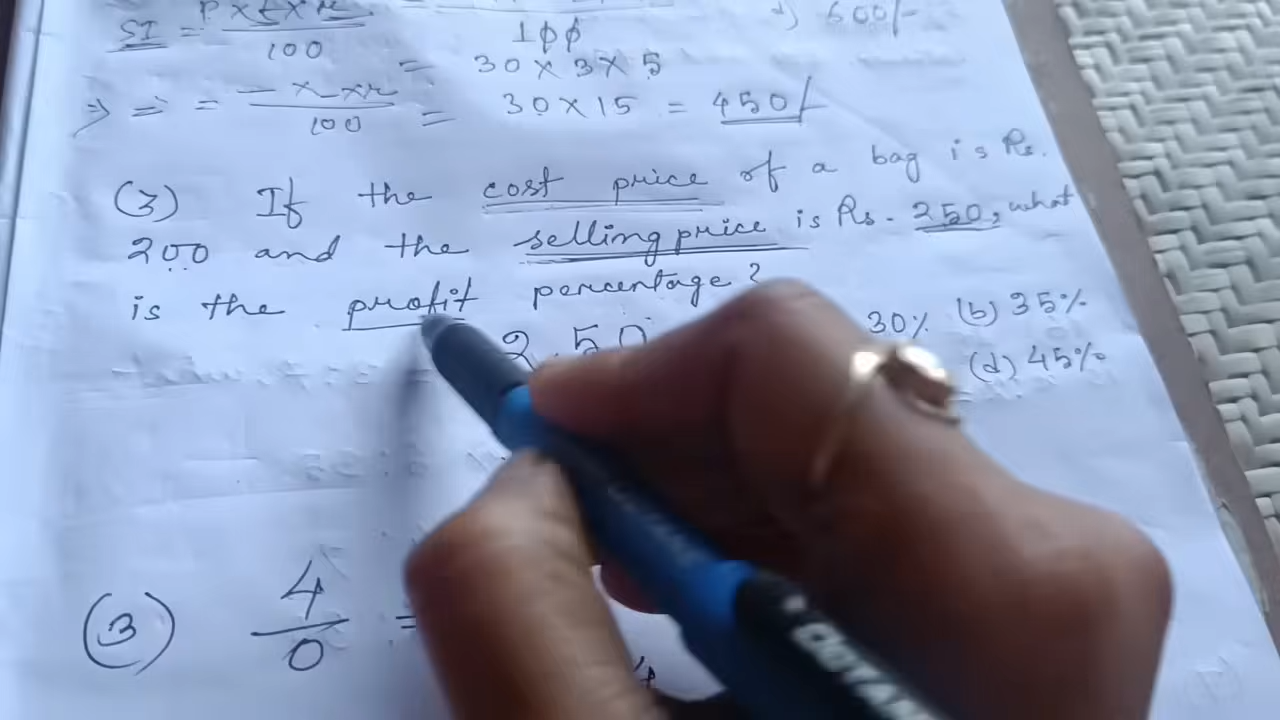 SI = P x t x r / 100 100 d) 600/-
= 30 x 3 x 5
=> = = - x x r / 100 = 30 x 15 = 450/-
(3) If the cost price of a bag is Rs.
200 and the selling price is Rs. 250, what
is the profit percentage?
30% (b) 35%
250
(d) 45%
(3) 4/0 =